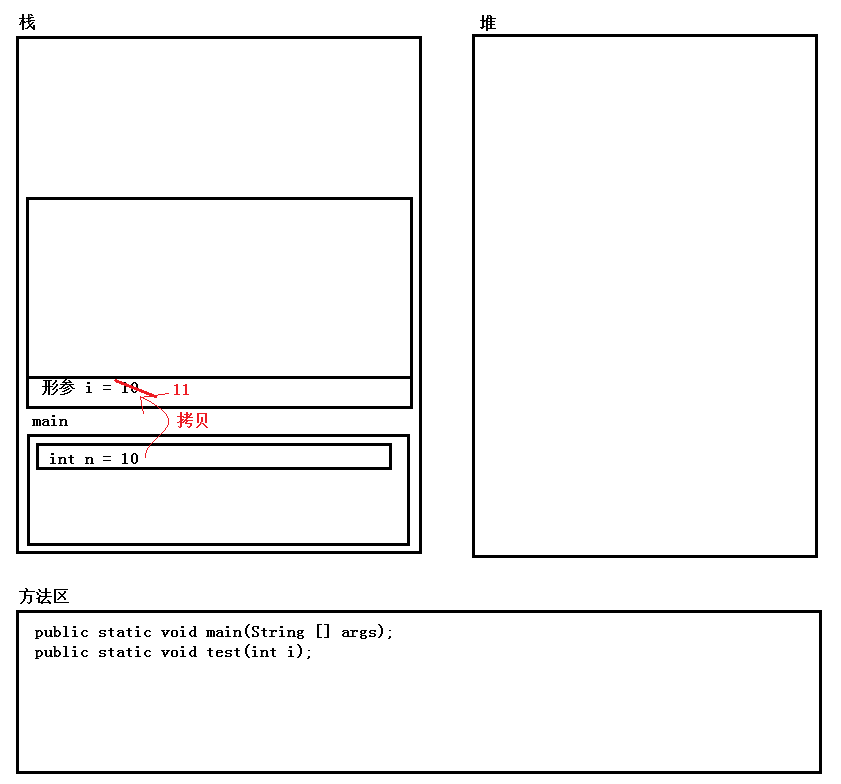 栈
堆
形参 i = 10
11
main
拷贝
int n = 10
方法区
public static void main(String [] args);
public static void test(int i);